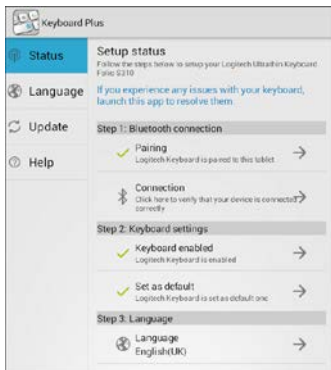 Keyboard Plus
Status
Setup status
Follow the steps below to setup your Logitech Ultrathin Keyboard
Folio S310
If you experience any issues with your keyboard,
launch this app to resolve them
Language
Step 1: Bluetooth connection
Update
Pairing
Logitech Keyboard is paired to this tablet
Help
Connection
Click here to verify that your device is connected
correctly
Step 2: Keyboard settings
Keyboard enabled
Logitech Keyboard is enabled
Set as default
Logitech Keyboard is set as default one
Step 3: Language
Language
English(UK)